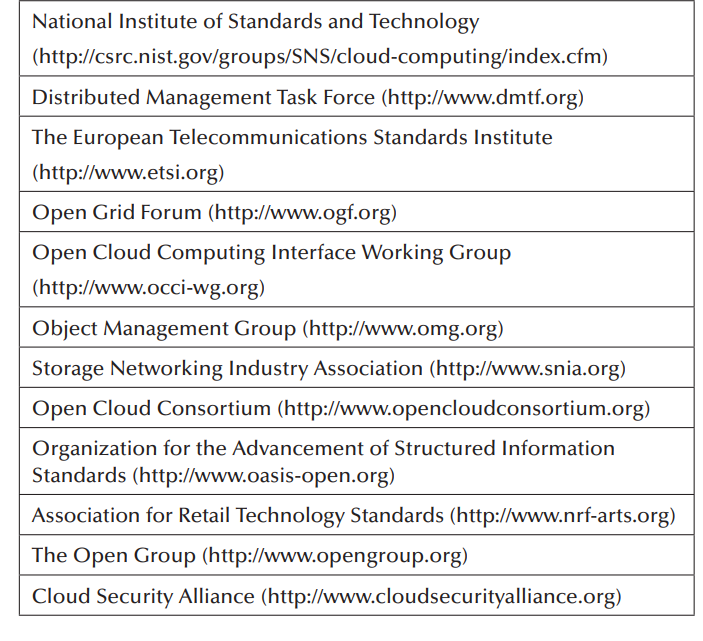 National Institute of Standards and Technology
(http://csrc.nist.gov/groups/SNS/cloud-computing/index.cfm)
Distributed Management Task Force (http://www.dmtf.org)
The European Telecommunications Standards Institute
(http://www.etsi.org)
Open Grid Forum (http://www.ogf.org)
Open Cloud Computing Interface Working Group
(http://www.occi-wg.org)
Object Management Group (http://www.omg.org)
Storage Networking Industry Association (http://www.snia.org)
Open Cloud Consortium (http://www.opencloudconsortium.org)
Organization for the Advancement of Structured Information
Standards (http://www.oasis-open.org)
Association for Retail Technology Standards (http://www.nrf-arts.org)
The Open Group (http://www.opengroup.org)
Cloud Security Alliance (http://www.cloudsecurityalliance.org)